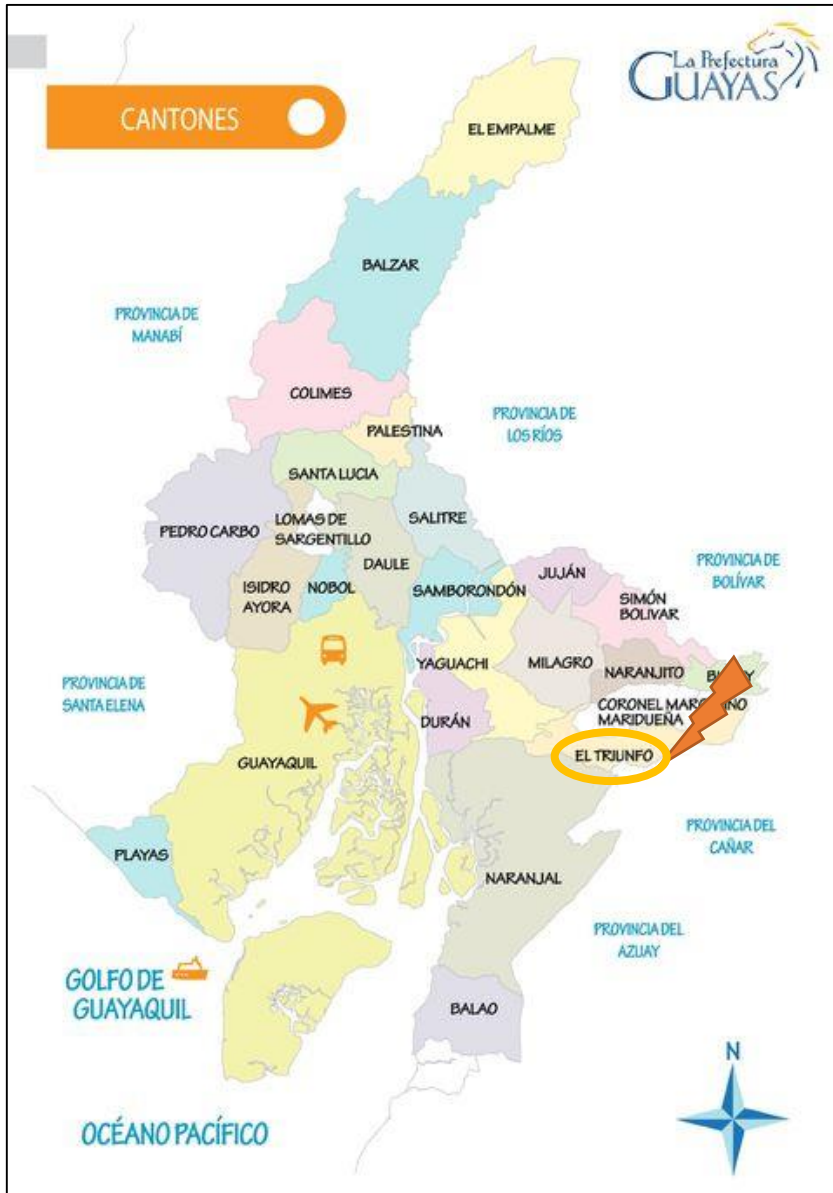 La Prefectura
GUAYAS
CANTONES
EL EMPALME
BALZAR
PROVINCIA DE
MANABÍ
COLIMES
PROVINCIA DE
LOS RÍOS
PALESTINA
SANTA LUCIA
PEDRO CARBO
LOMAS DE
SARGENTILLO
SALITRE
DAULE
ISIDRO
AYORA
NOBOL
SAMBORONDÓN
JUJÁN
PROVINCIA DE
BOLÍVAR
SIMÓN
BOLIVAR
YAGUACHI
MILAGRO
NARANJITO
PROVINCIA DE
SANTA ELENA
DURÁN
CORONEL
MARIDUEÑA
GUAYAQUIL
EL TRIUNFO
PROVINCIA DEL
CAÑAR
PLAYAS
NARANJAL
PROVINCIA DEL
AZUAY
GOLFO DE
GUAYAQUIL
BALAO
N
OCÉANO PACÍFICO